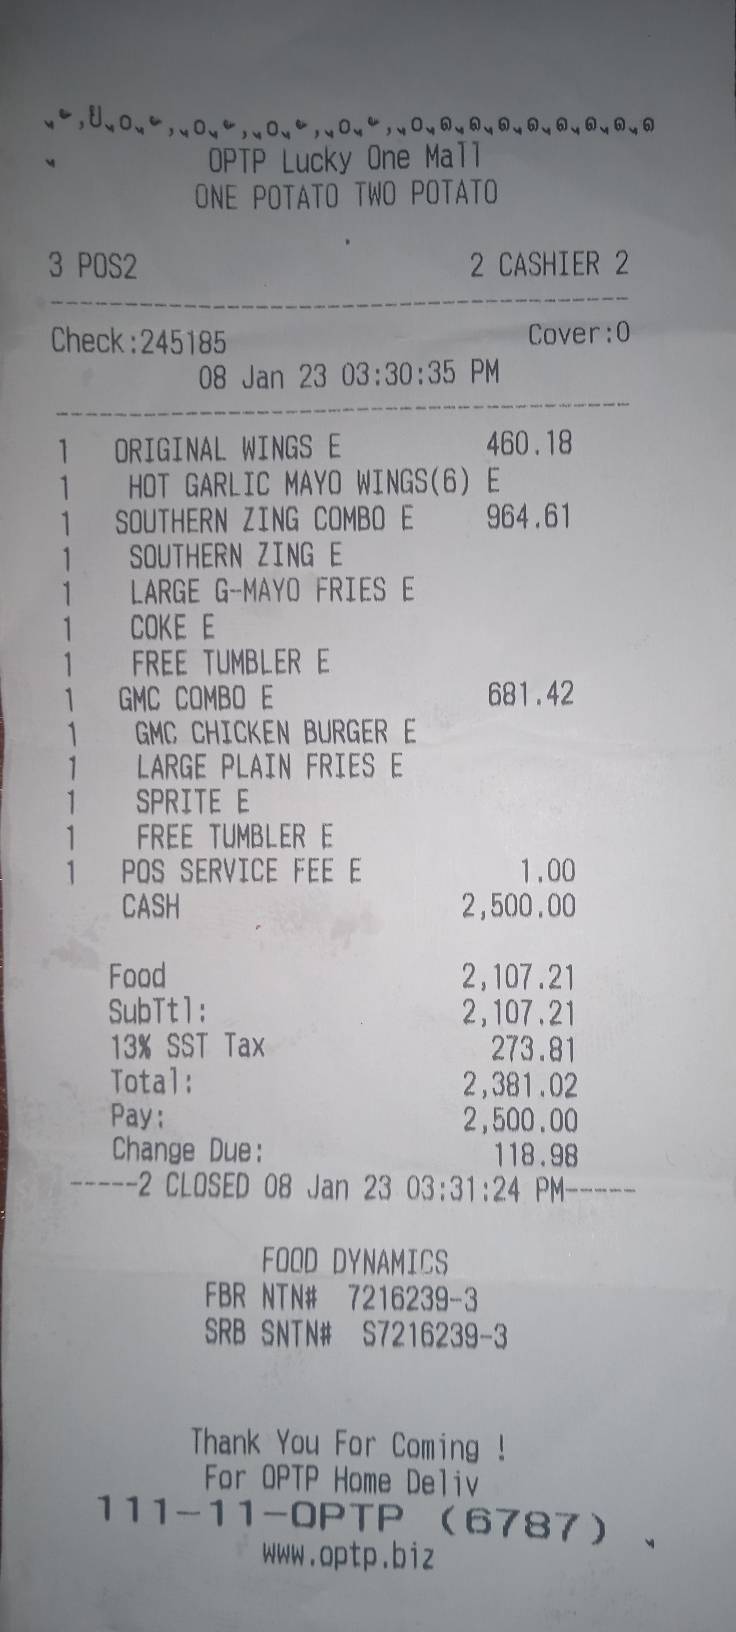 OPTP Lucky One Mall
ONE POTATO TWO POTATO
3 POS2 2 CASHIER 2
Check:245185 Cover:0
08 Jan 23 03:30:35 PM
1 ORIGINAL WINGS E 460.18
1 HOT GARLIC MAYO WINGS(6) E
1 SOUTHERN ZING COMBO E 964.61
1 SOUTHERN ZING E
1 LARGE G-MAYO FRIES E
1 COKE E
1 FREE TUMBLER E
1 GMC COMBO E 681.42
1 GMC CHICKEN BURGER E
1 LARGE PLAIN FRIES E
1 SPRITE E
1 FREE TUMBLER E
1 POS SERVICE FEE E 1.00
CASH 2,500.00
Food 2,107.21
SubTtl: 2,107.21
13% SST Tax 273.81
Total: 2,381.02
Pay: 2,500.00
Change Due: 118.98
-----2 CLOSED 08 Jan 23 03:31:24 PM-----
FOOD DYNAMICS
FBR NTN# 7216239-3
SRB SNTN# S7216239-3
Thank You For Coming !
For OPTP Home Deliv
111-11-OPTP (6787)
www.optp.biz